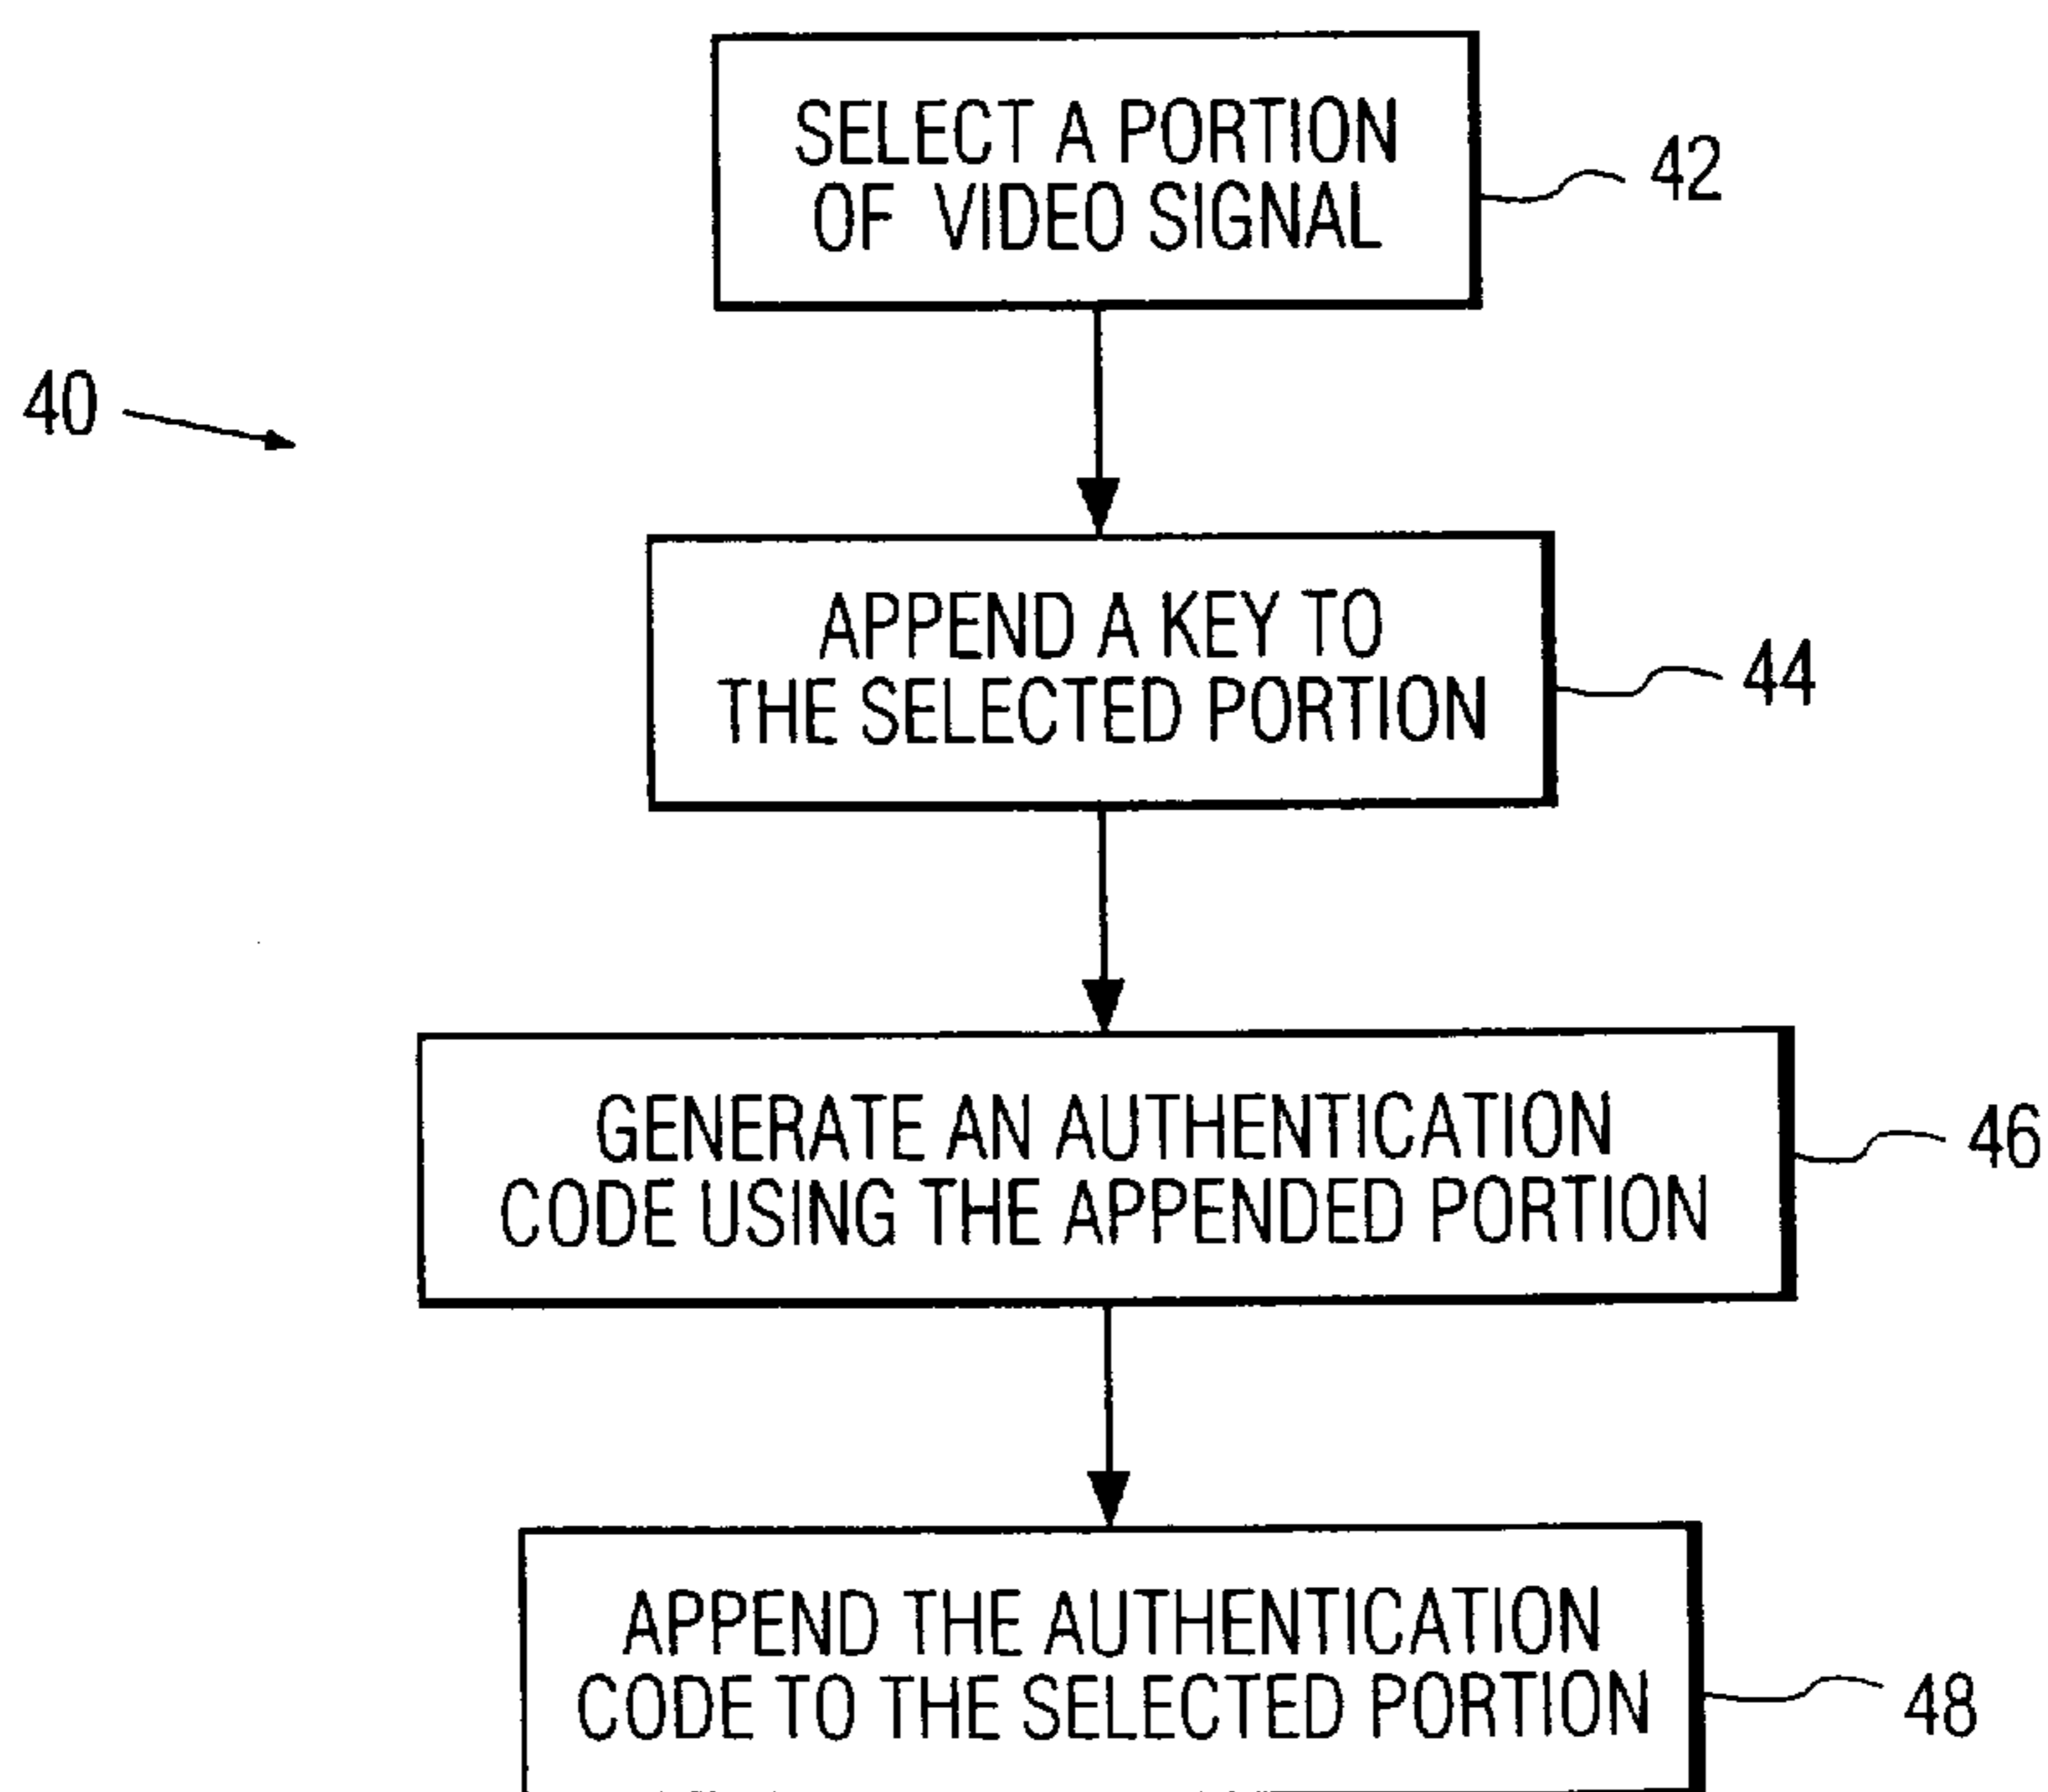 SELECT A PORTION
OF VIDEO SIGNAL
42
40
APPEND A KEY TO
THE SELECTED PORTION
44
GENERATE AN AUTHENTICATION
CODE USING THE APPENDED PORTION
46
APPEND THE AUTHENTICATION
CODE TO THE SELECTED PORTION
48